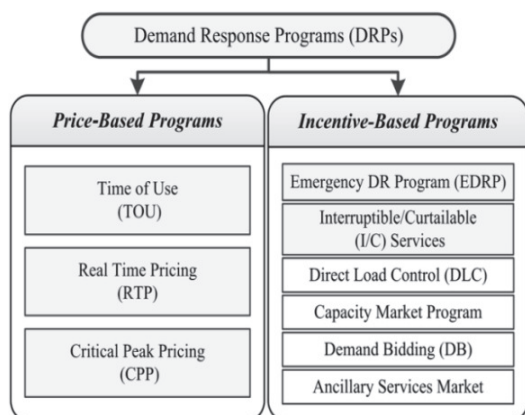 Demand Response Programs (DRPs)
Price-Based Programs
Time of Use
(TOU)
Real Time Pricing
(RTP)
Critical Peak Pricing
(CPP)
Incentive-Based Programs
Emergency DR Program (EDRP)
Interruptible/Curtailable
(I/C) Services
Direct Load Control (DLC)
Capacity Market Program
Demand Bidding (DB)
Ancillary Services Market